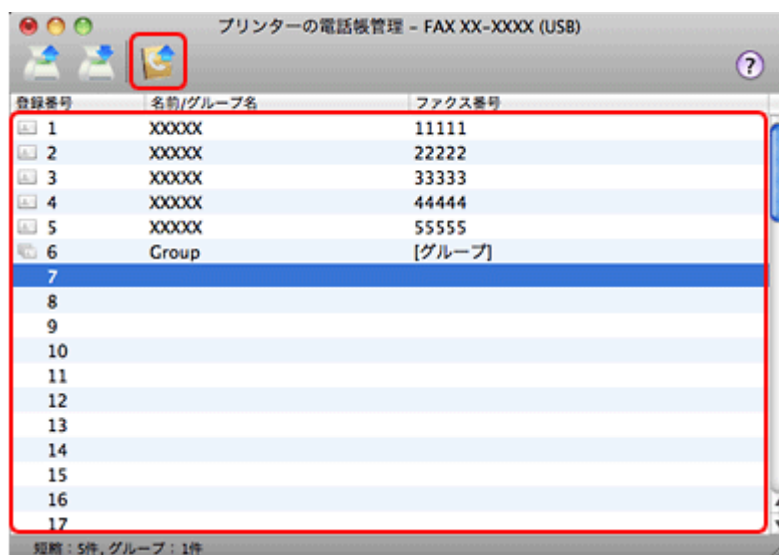 プリンターの電話帳管理 – FAX XX-XXXX (USB)
?
登録番号 名前/グループ名 ファクス番号
1 XXXXX 11111
2 XXXXX 22222
3 XXXXX 33333
4 XXXXX 44444
5 XXXXX 55555
6 Group [グループ]
7
8
9
10
11
12
13
14
15
16
17
短縮：5件, グループ：1件